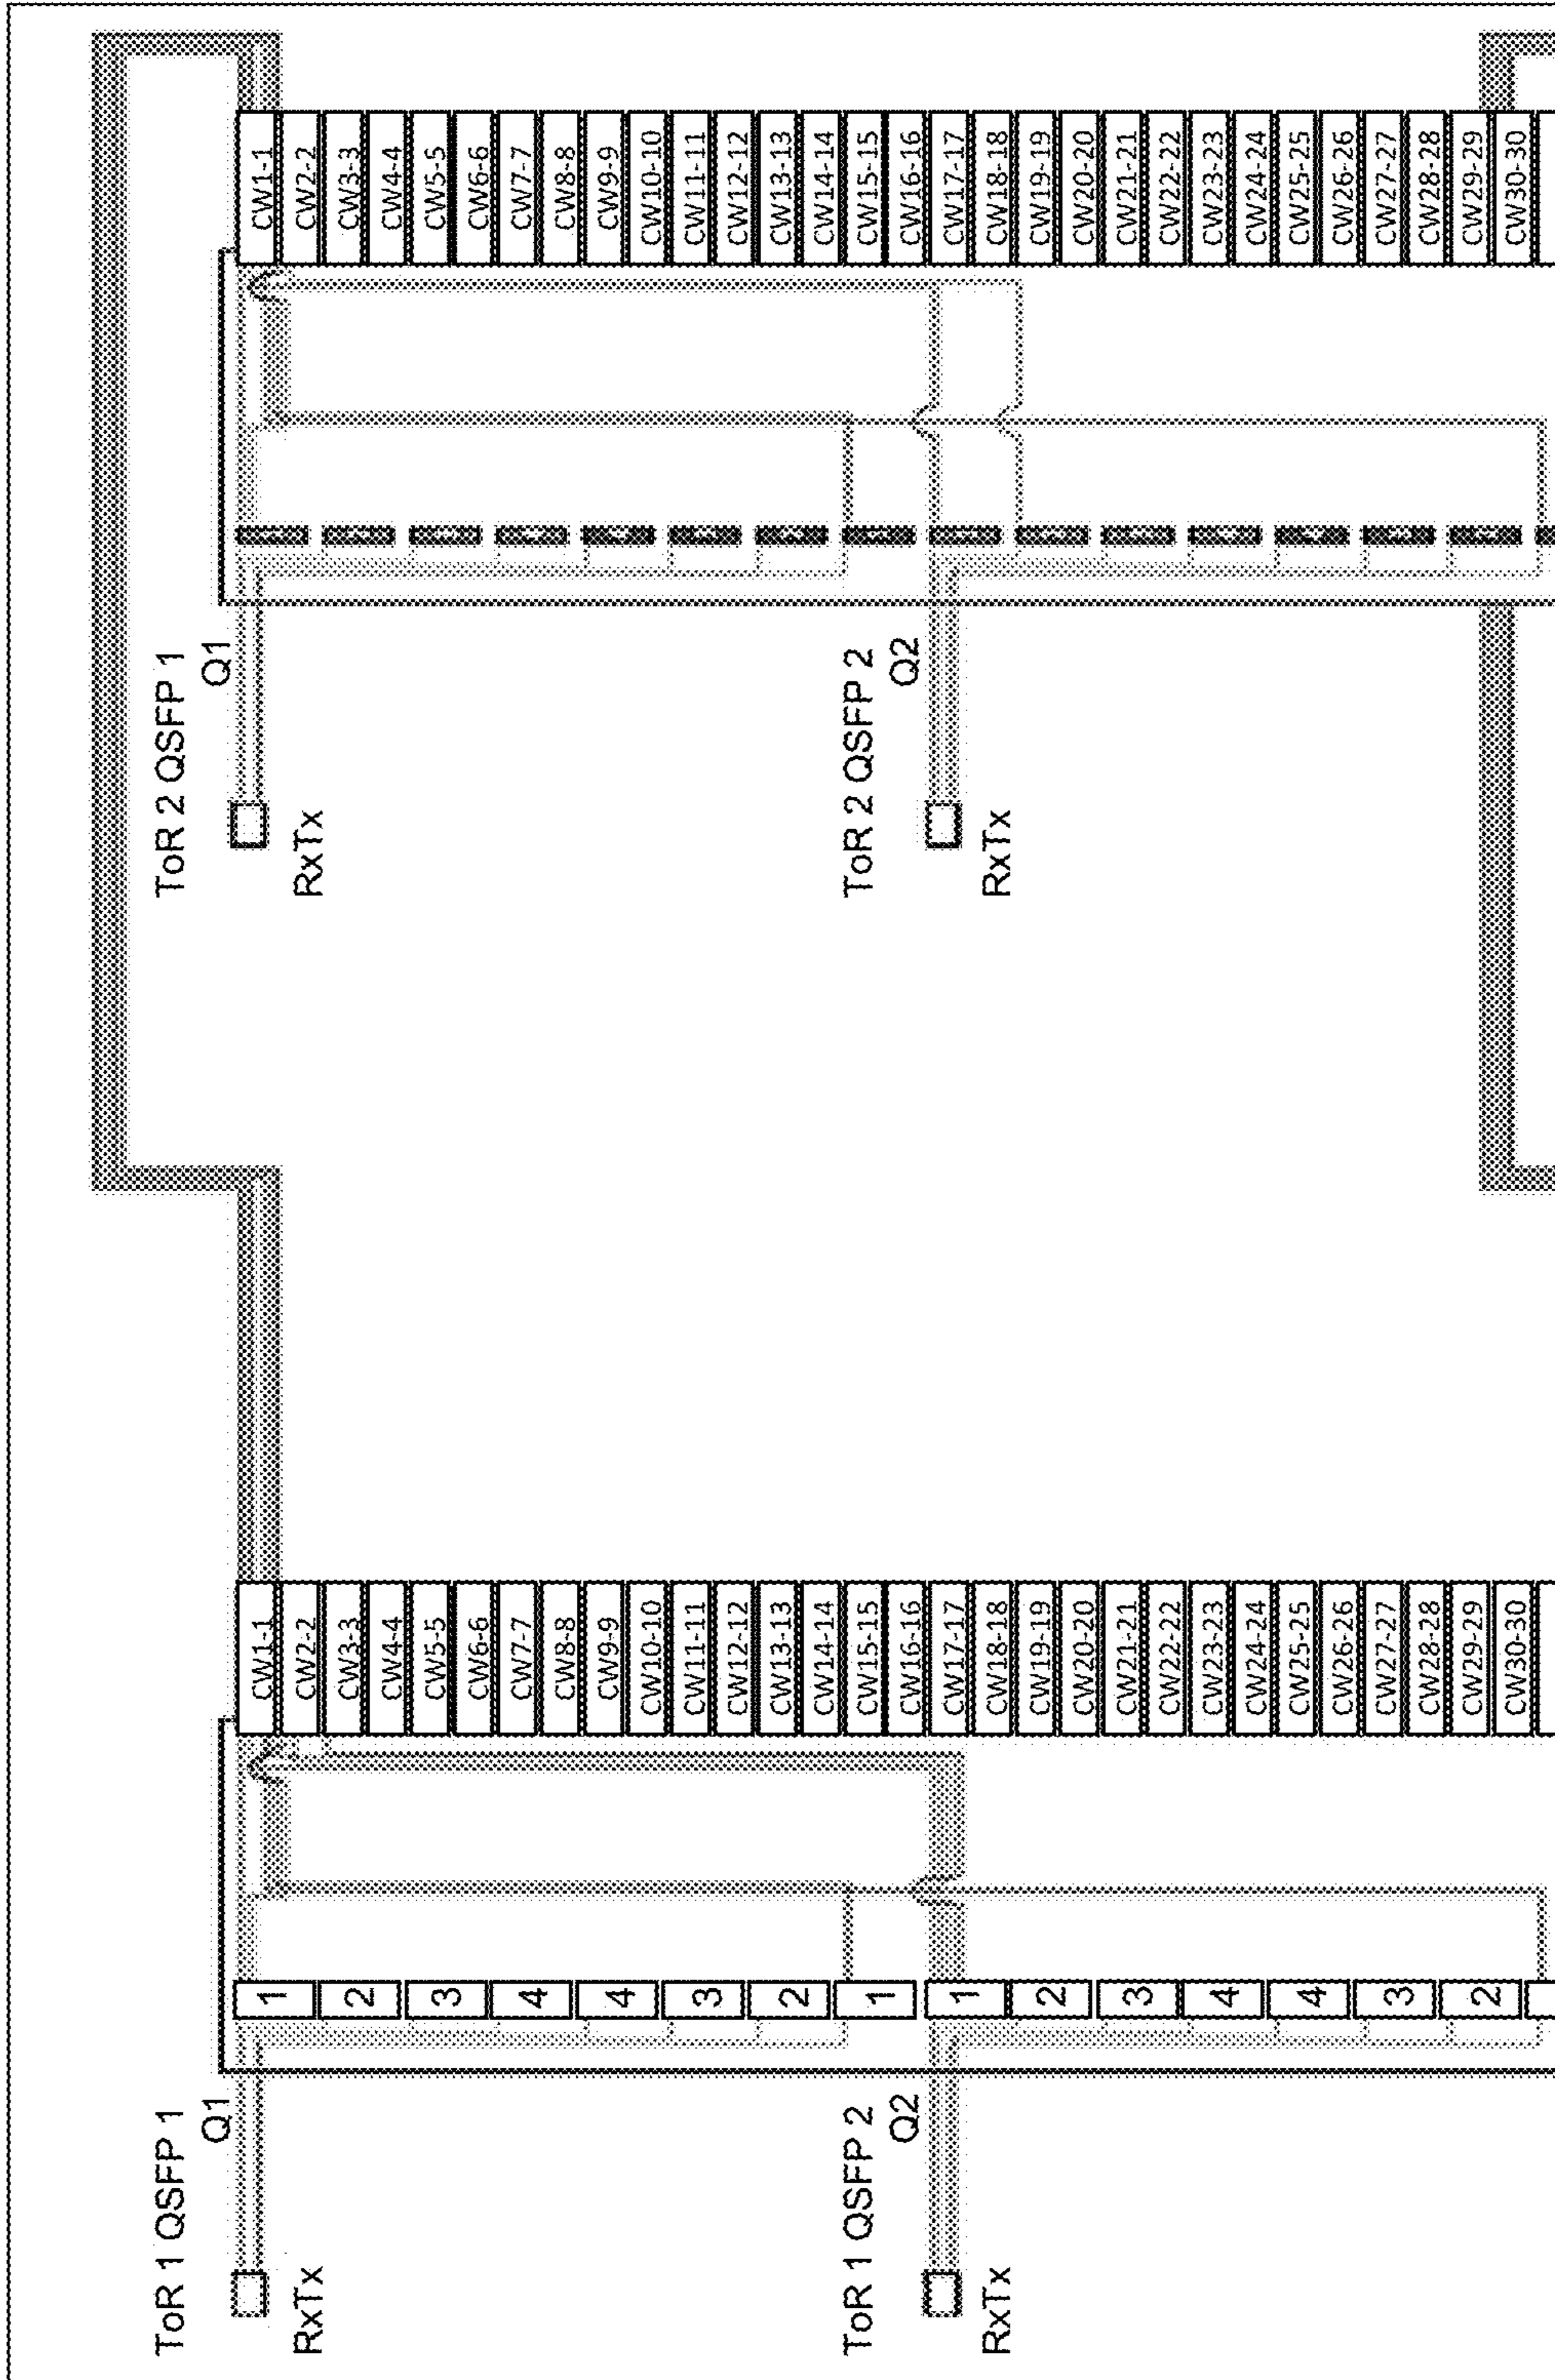 ToR 1 QSFP 1
Q1
RxTx
1
2
3
4
4
3
2
1
CW1-1
CW2-2
CW3-3
CW4-4
CW5-5
CW6-6
CW7-7
CW8-8
CW9-9
CW10-10
CW11-11
CW12-12
CW13-13
CW14-14
CW15-15
CW16-16
CW17-17
CW18-18
CW19-19
CW20-20
CW21-21
CW22-22
CW23-23
CW24-24
CW25-25
CW26-26
CW27-27
CW28-28
CW29-29
CW30-30
ToR 1 QSFP 2
Q2
RxTx
1
2
3
4
4
3
2
ToR 2 QSFP 1
Q1
RxTx
CW1-1
CW2-2
CW3-3
CW4-4
CW5-5
CW6-6
CW7-7
CW8-8
CW9-9
CW10-10
CW11-11
CW12-12
CW13-13
CW14-14
CW15-15
CW16-16
CW17-17
CW18-18
CW19-19
CW20-20
CW21-21
CW22-22
CW23-23
CW24-24
CW25-25
CW26-26
CW27-27
CW28-28
CW29-29
CW30-30
ToR 2 QSFP 2
Q2
RxTx